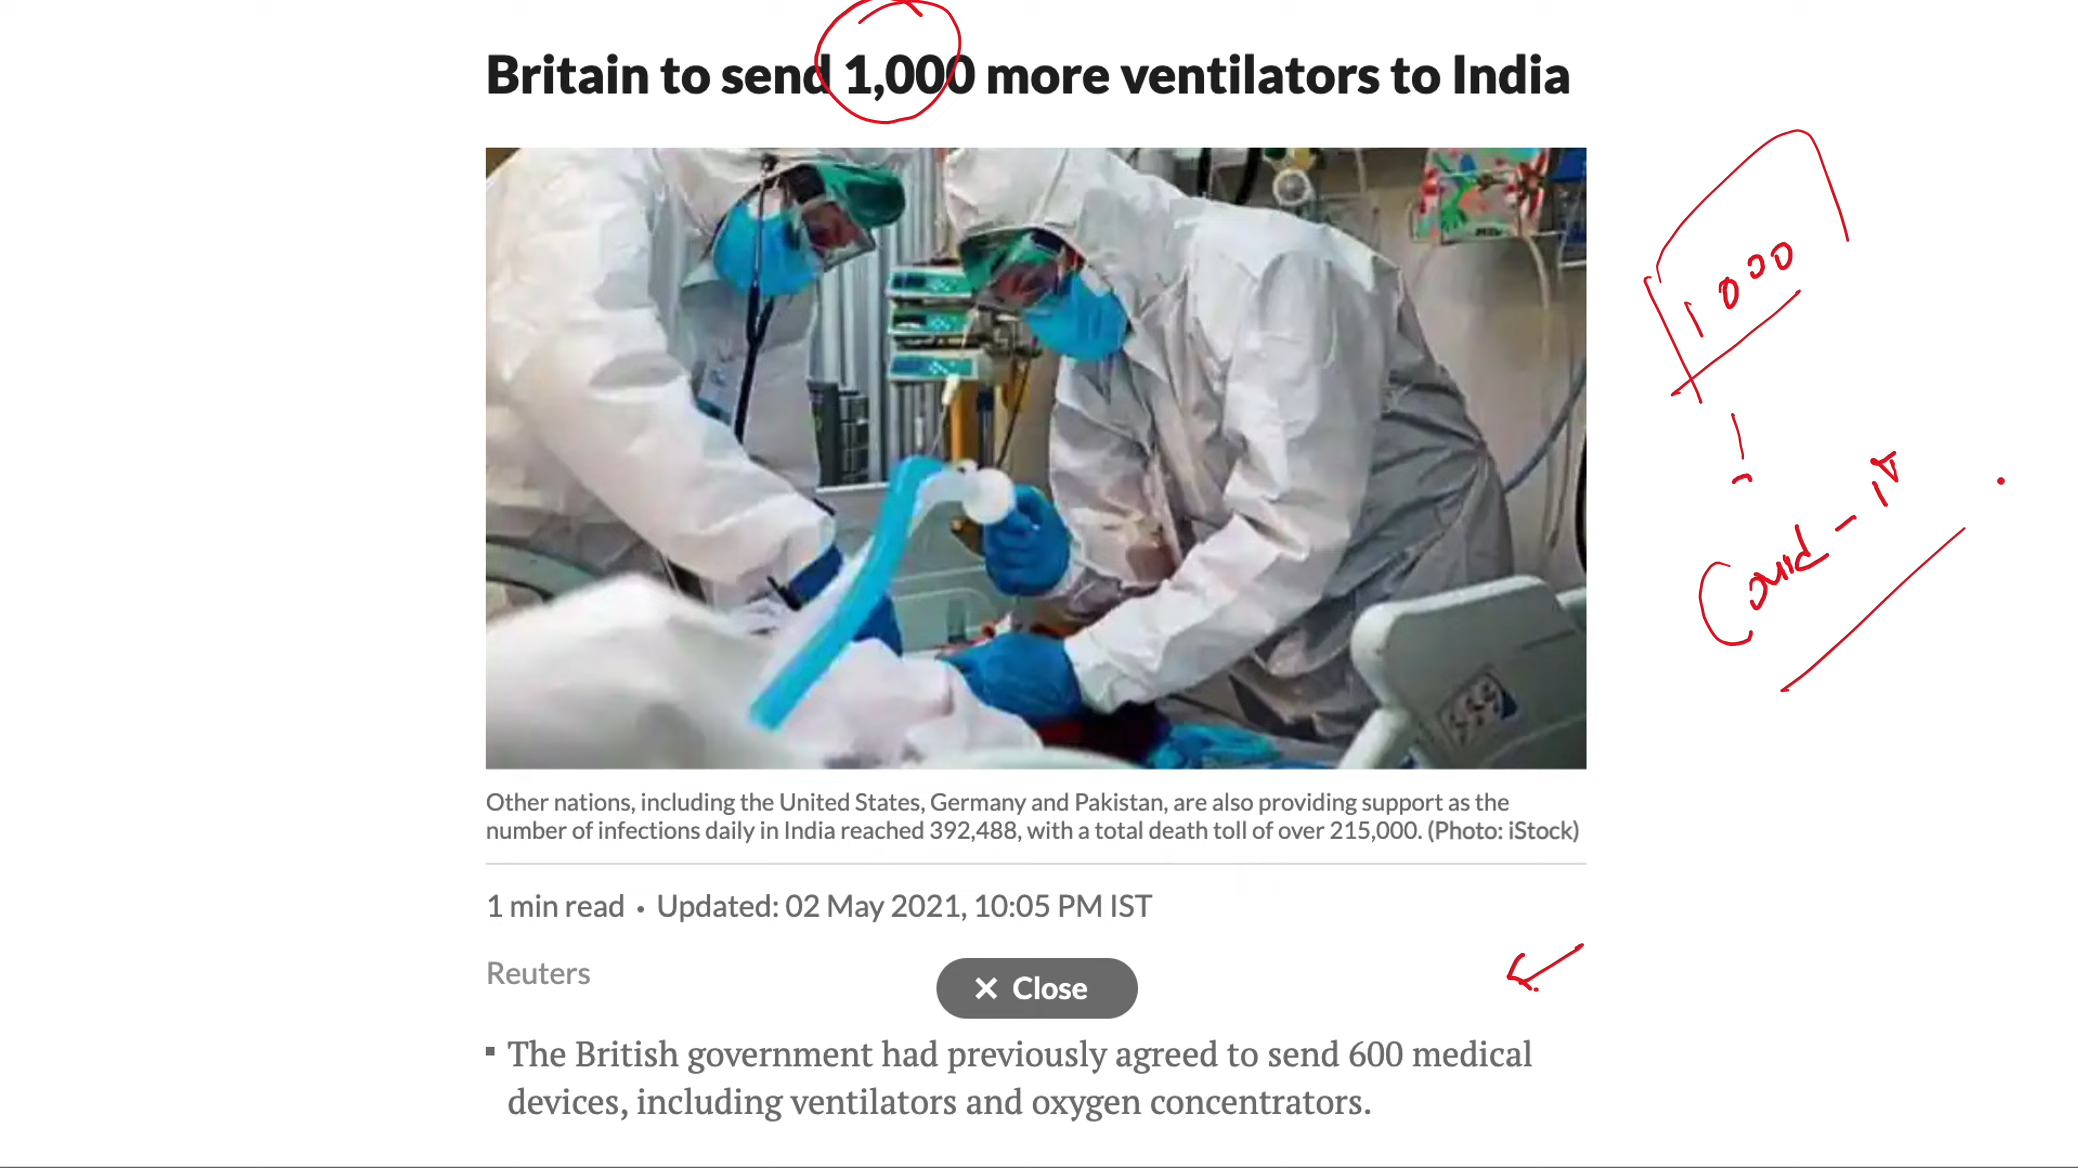 Britain to send 1,000 more ventilators to India
1000
Covid-19
Other nations, including the United States, Germany and Pakistan, are also providing support as the
number of infections daily in India reached 392,488, with a total death toll of over 215,000. (Photo: iStock)
1 min read • Updated: 02 May 2021, 10:05 PM IST
Reuters
✕ Close
▪ The British government had previously agreed to send 600 medical
devices, including ventilators and oxygen concentrators.